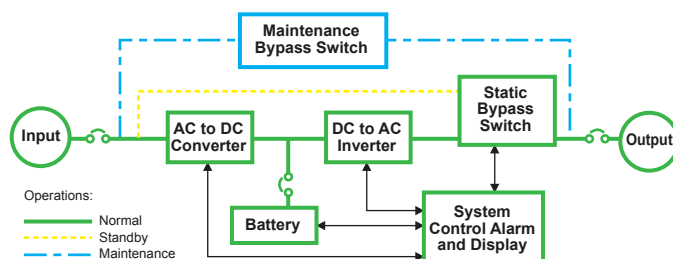 Maintenance
Bypass Switch
Static
Bypass
Switch
Input
AC to DC
Converter
DC to AC
Inverter
Output
Operations:
Normal
Standby
Maintenance
Battery
System
Control Alarm
and Display